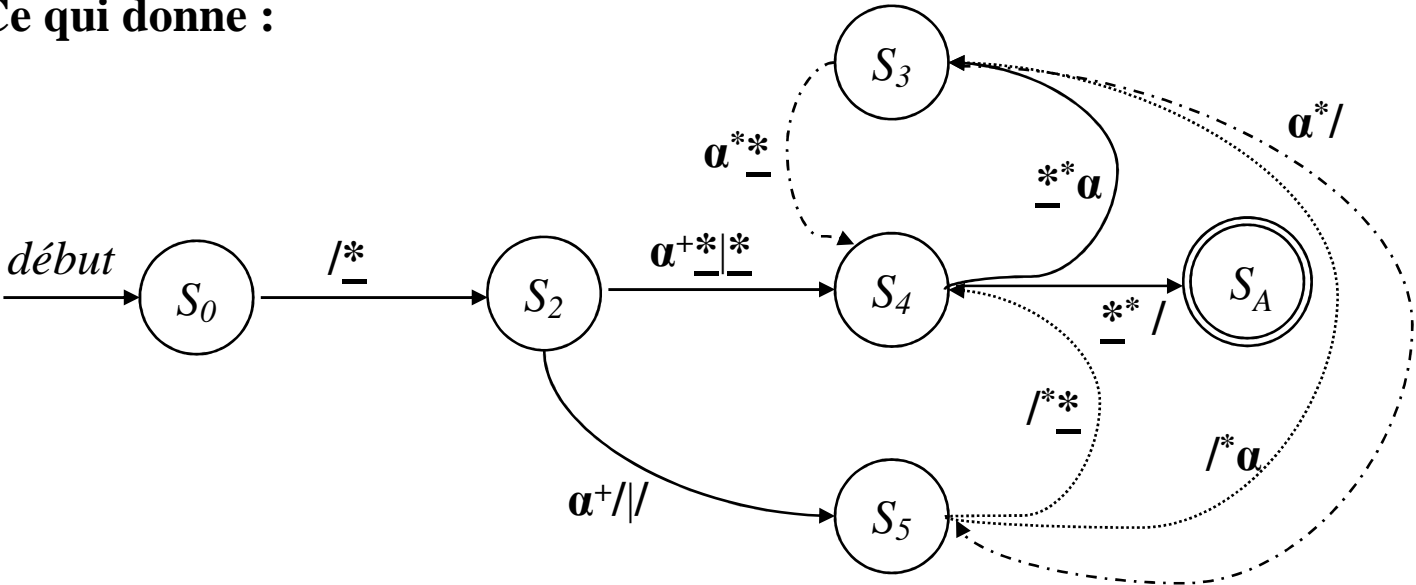 Ce qui donne :
S3
α*/
α**
**α
début
S0
/*
S2
α+*|*
S4
** /
SA
/**
/*α
α+/|/
S5